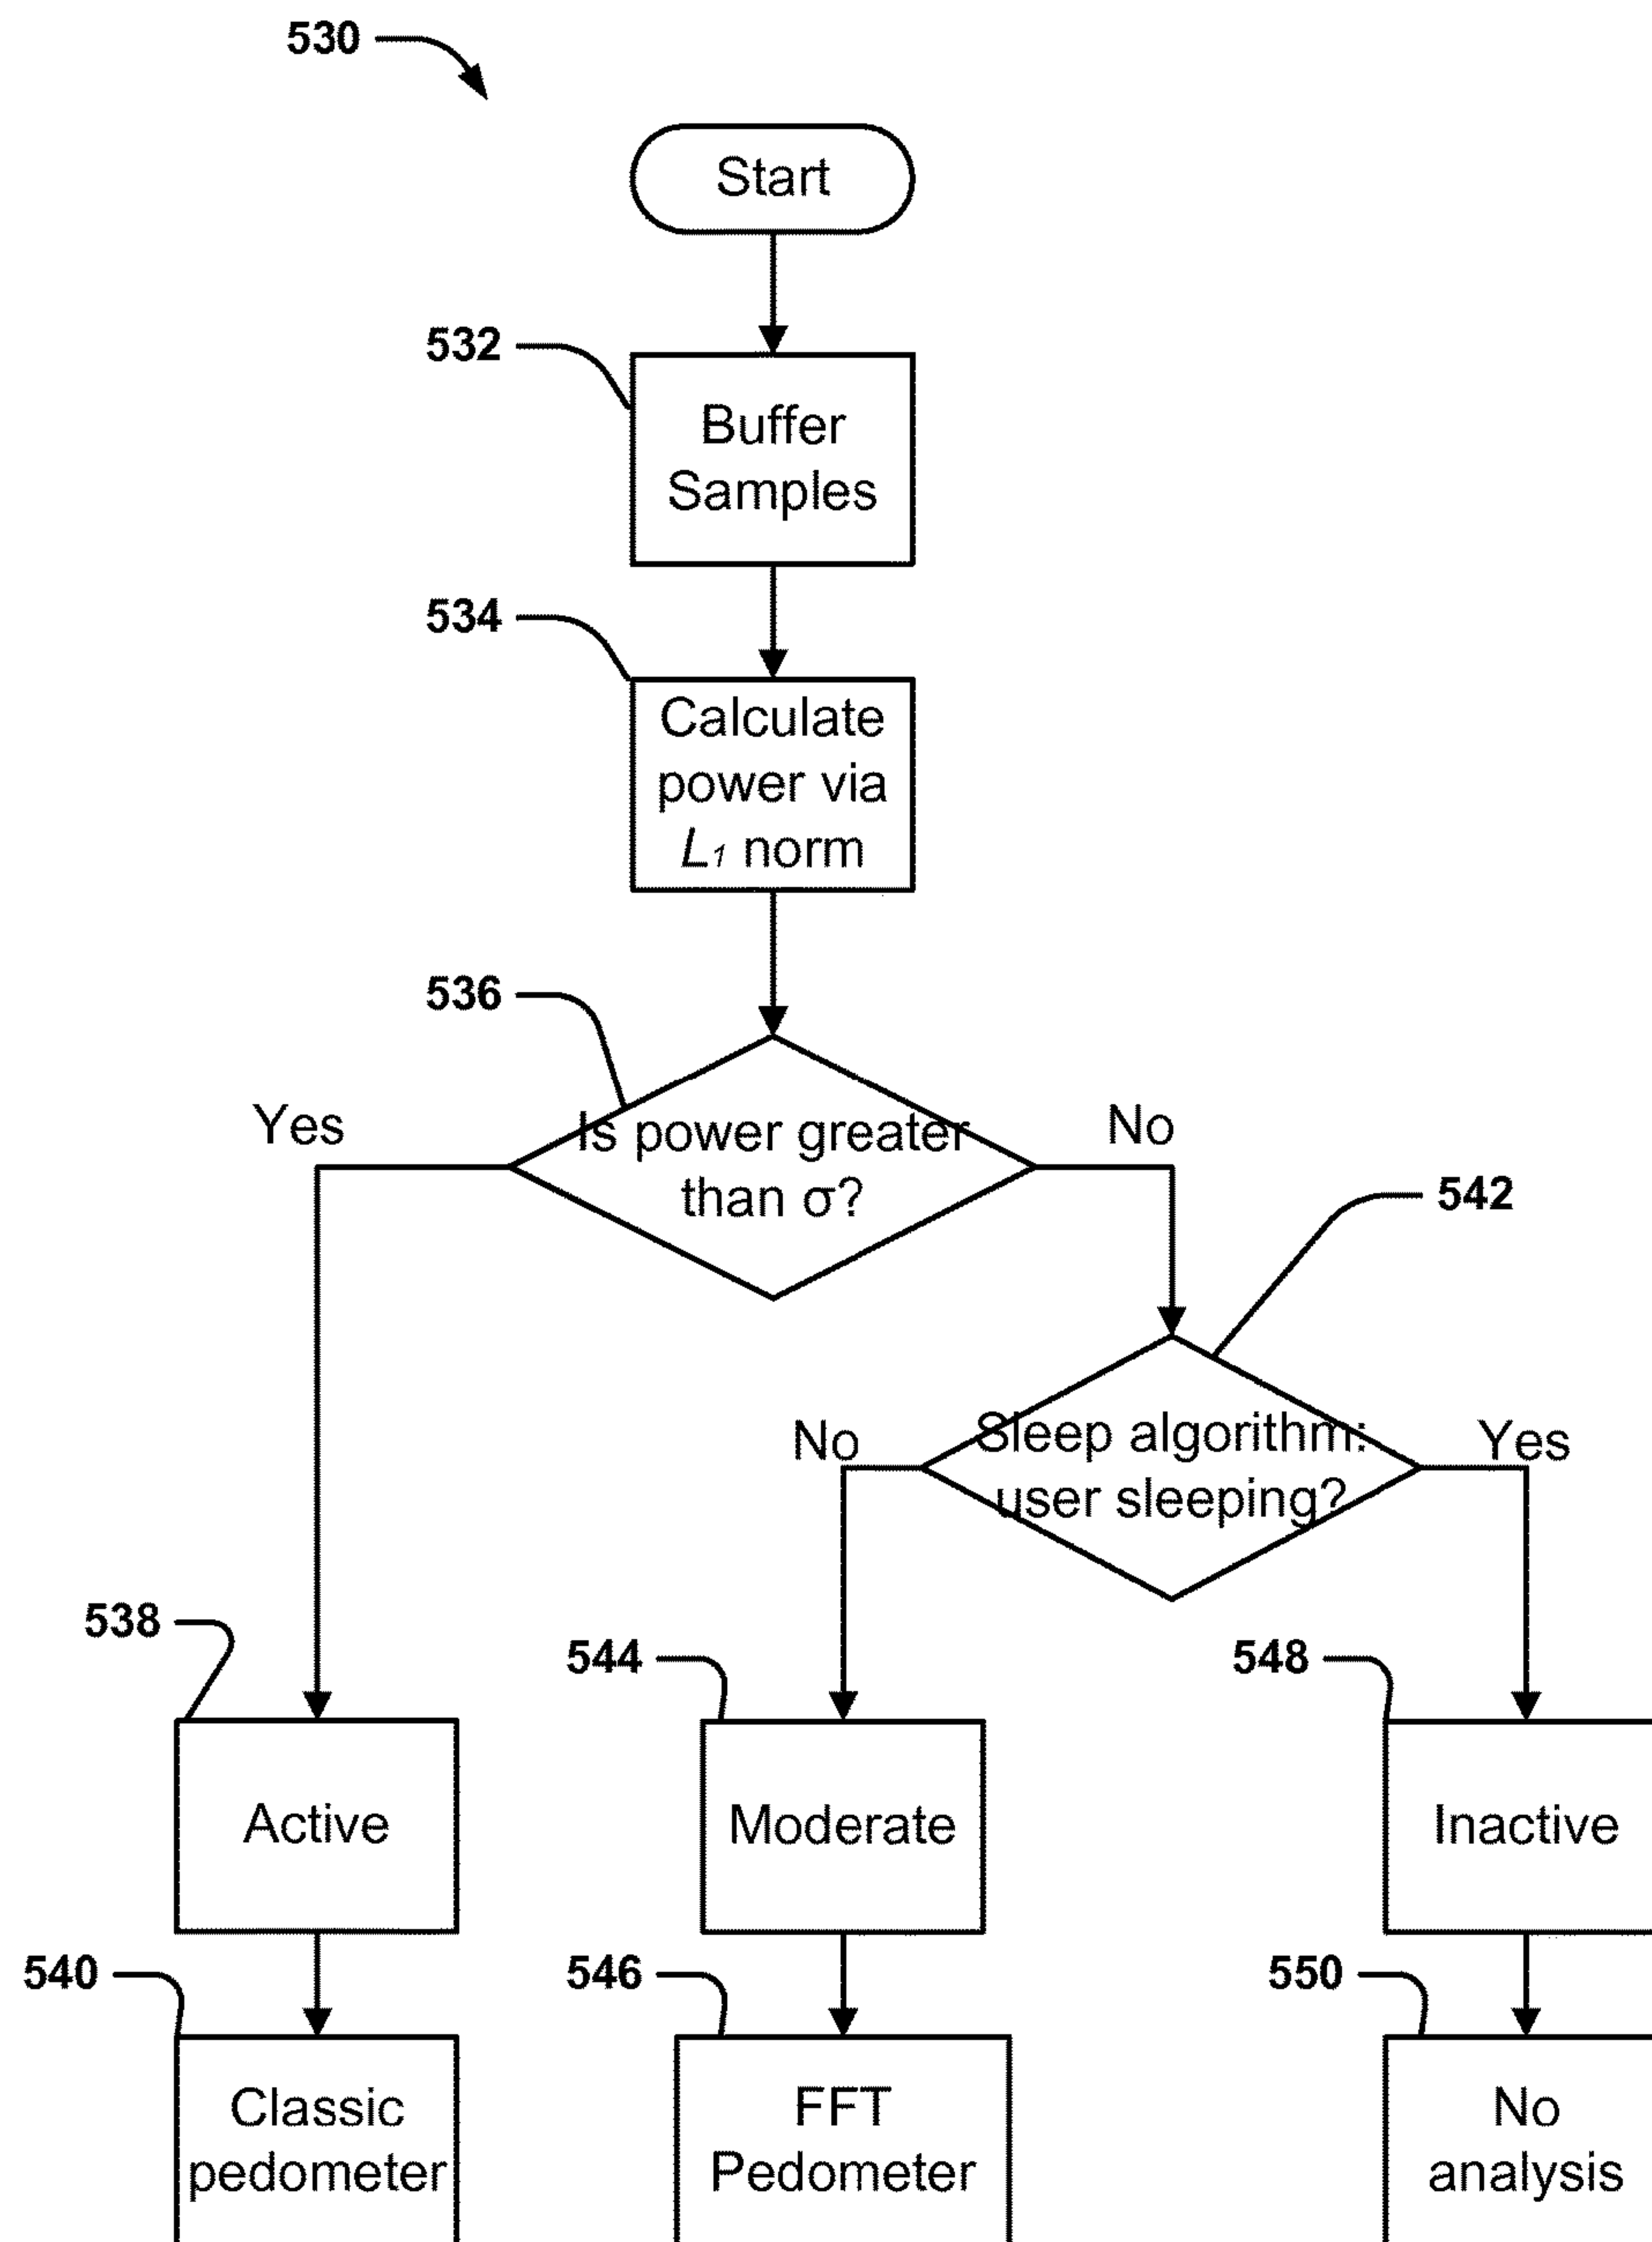 530
Start
532
Buffer
Samples
534
Calculate
power via
L₁ norm
536
Yes
Is power greater
than σ?
No
542
No
Sleep algorithm:
user sleeping?
Yes
538
544
548
Active
Moderate
Inactive
540
546
550
Classic
pedometer
FFT
Pedometer
No
analysis